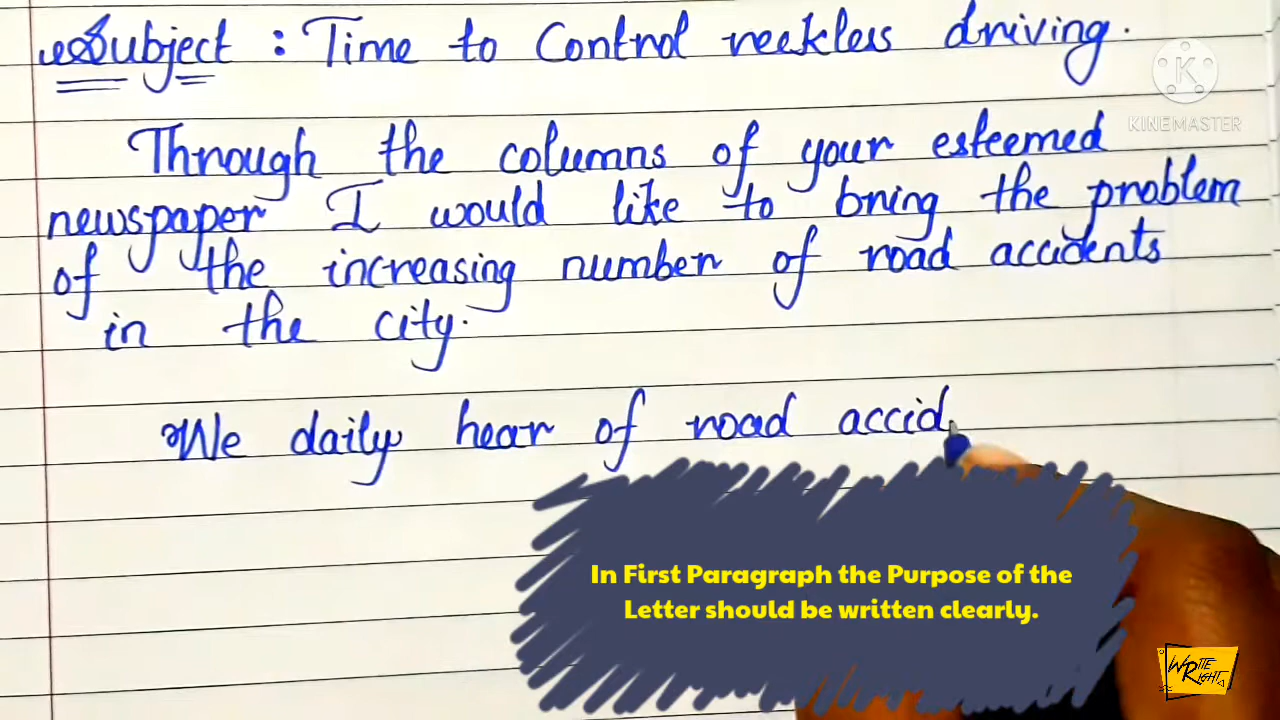 Subject : Time to Control reckless driving.
KINEMASTER
Through the columns of your esteemed
newspaper I would like to bring the problem
of the increasing number of road accidents
in the city.
We daily hear of road accid
In First Paragraph the Purpose of the
Letter should be written clearly.
WRITE
RIGHT